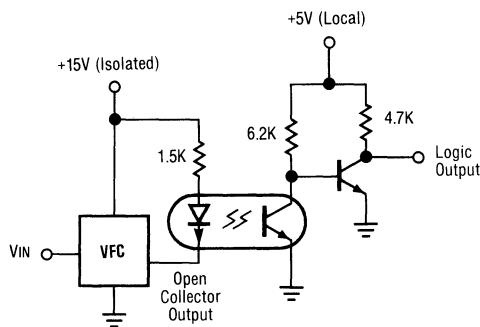 +5V (Local)
+15V (Isolated)
6.2K
4.7K
1.5K
Logic
Output
VIN
VFC
Open
Collector
Output